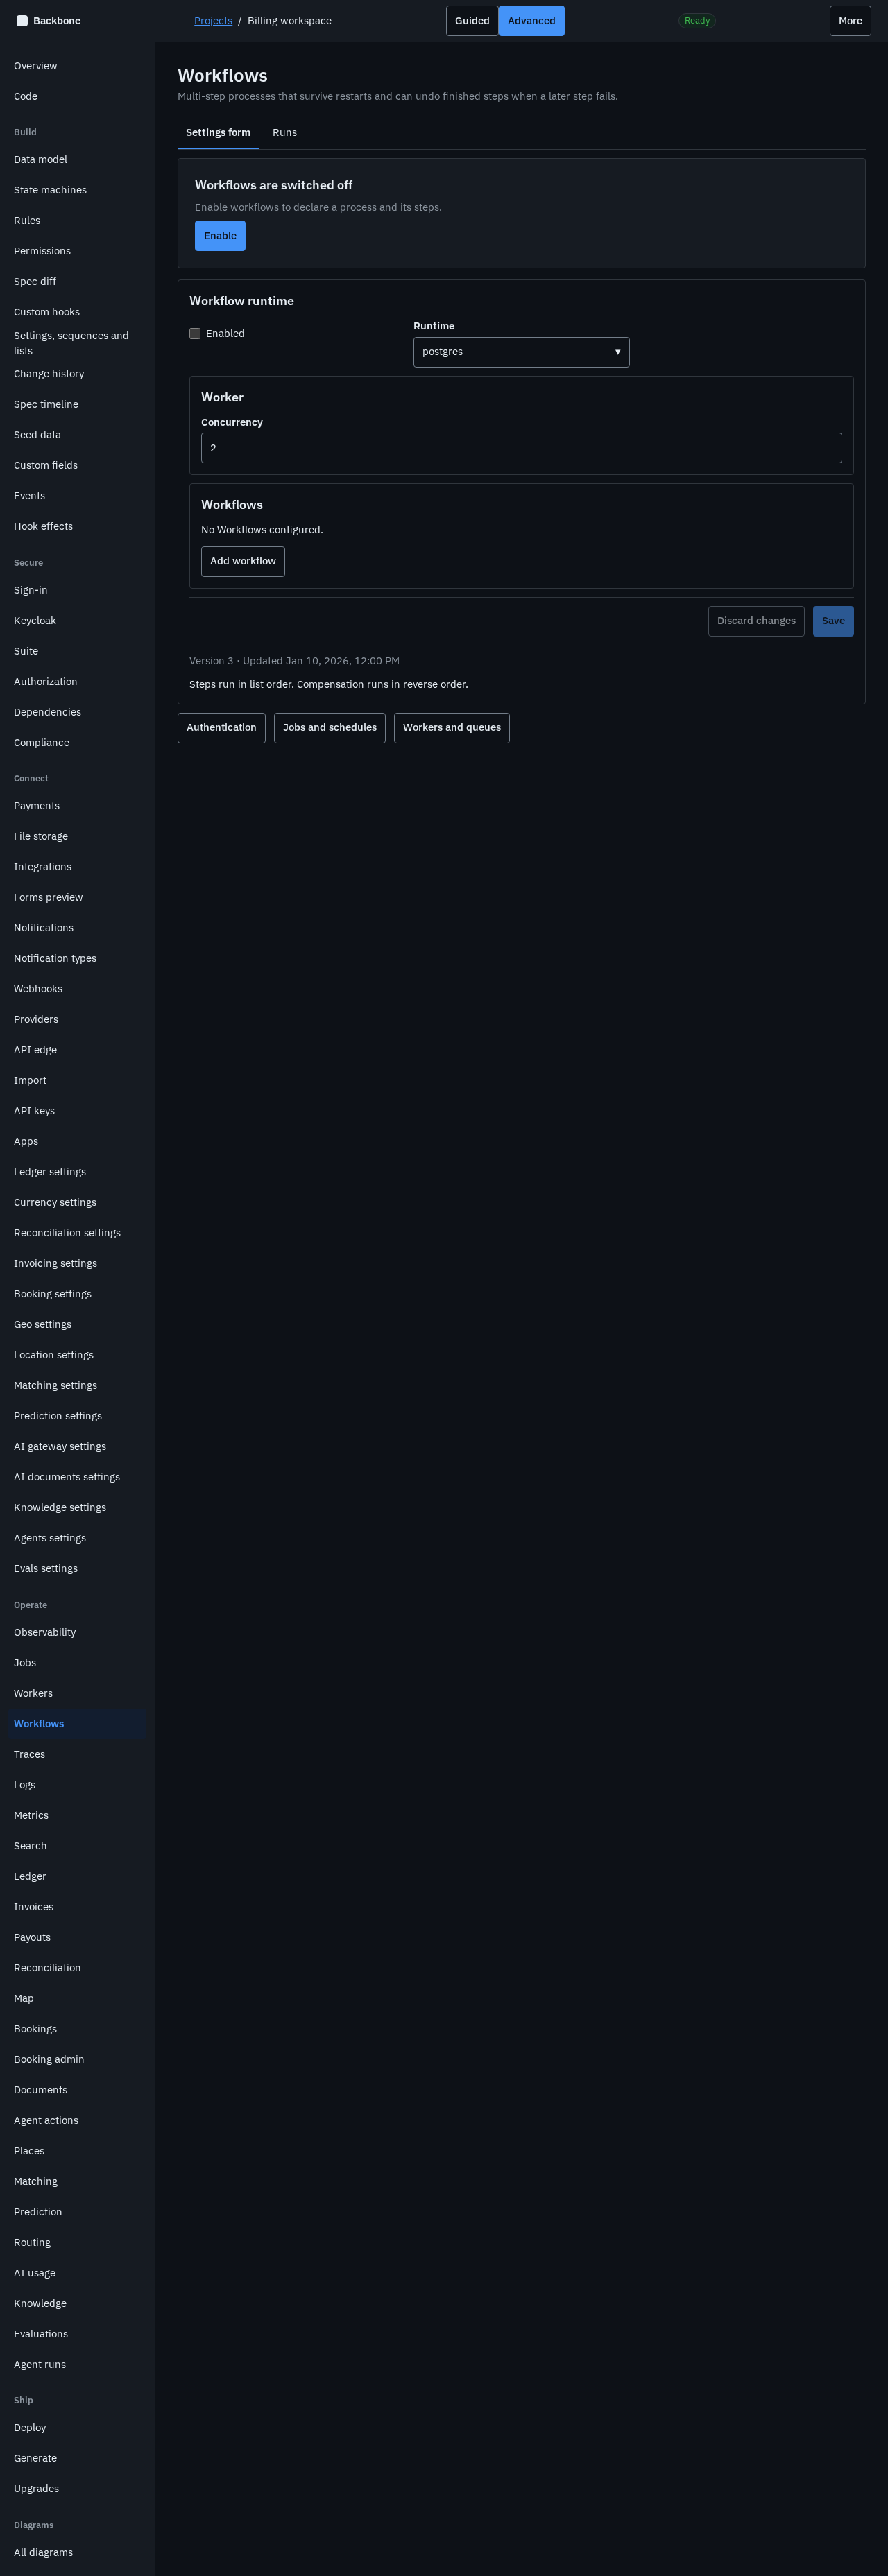 Backbone
Projects / Billing workspace
Guided
Advanced
Ready
More
Overview
Code
Build
Data model
State machines
Rules
Permissions
Spec diff
Custom hooks
Settings, sequences and
lists
Change history
Spec timeline
Seed data
Custom fields
Events
Hook effects
Secure
Sign-in
Keycloak
Suite
Authorization
Dependencies
Compliance
Connect
Payments
File storage
Integrations
Forms preview
Notifications
Notification types
Webhooks
Providers
API edge
Import
API keys
Apps
Ledger settings
Currency settings
Reconciliation settings
Invoicing settings
Booking settings
Geo settings
Location settings
Matching settings
Prediction settings
AI gateway settings
AI documents settings
Knowledge settings
Agents settings
Evals settings
Operate
Observability
Jobs
Workers
Workflows
Traces
Logs
Metrics
Search
Ledger
Invoices
Payouts
Reconciliation
Map
Bookings
Booking admin
Documents
Agent actions
Places
Matching
Prediction
Routing
AI usage
Knowledge
Evaluations
Agent runs
Ship
Deploy
Generate
Upgrades
Diagrams
All diagrams
Workflows
Multi-step processes that survive restarts and can undo finished steps when a later step fails.
Settings form
Runs
Workflows are switched off
Enable workflows to declare a process and its steps.
Enable
Workflow runtime
Enabled
Runtime
postgres
Worker
Concurrency
2
Workflows
No Workflows configured.
Add workflow
Discard changes
Save
Version 3 · Updated Jan 10, 2026, 12:00 PM
Steps run in list order. Compensation runs in reverse order.
Authentication
Jobs and schedules
Workers and queues